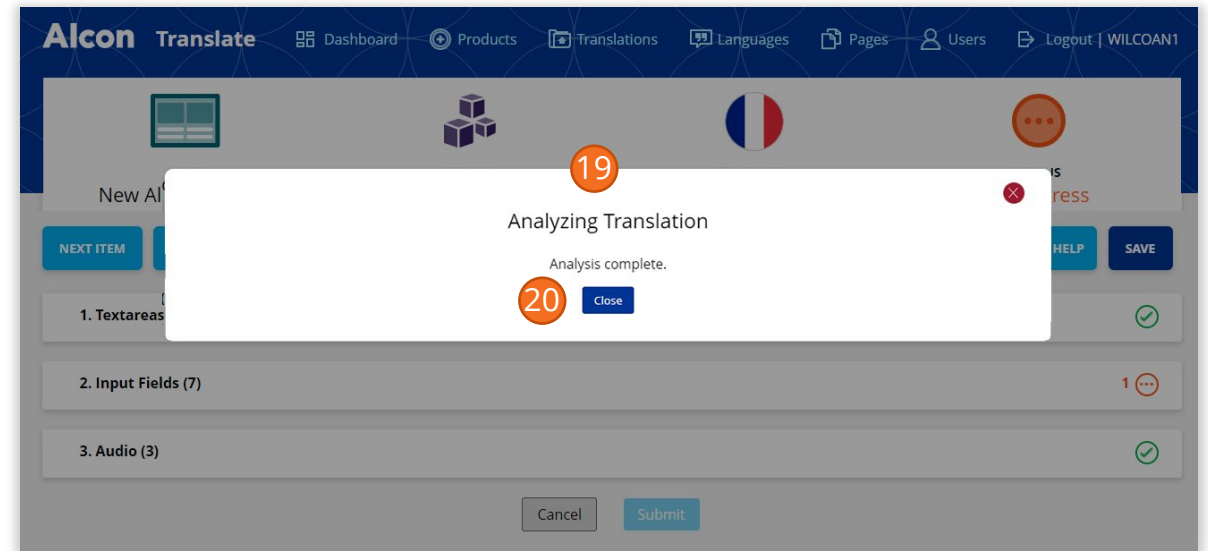 Alcon Translate Dashboard Products Translations Languages Pages Users Logout | WILCOAN1
19
New Al
ress
Analyzing Translation
NEXT ITEM
HELP
SAVE
Analysis complete.
20
Close
1. Textareas
2. Input Fields (7)
1
3. Audio (3)
Cancel
Submit